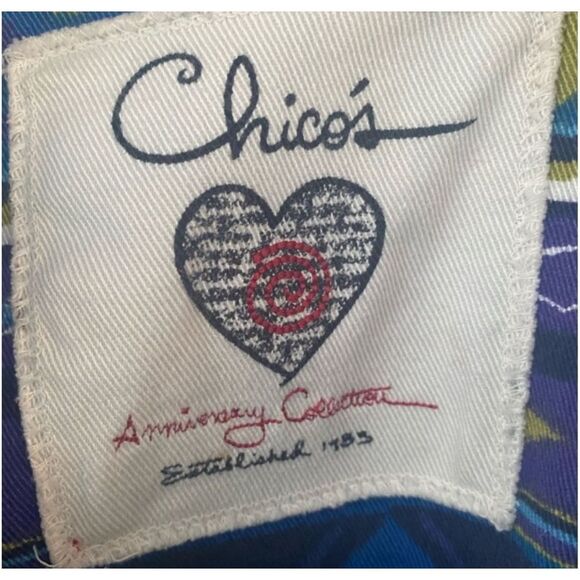 Chico's
Anniversary Collection
Established 1983